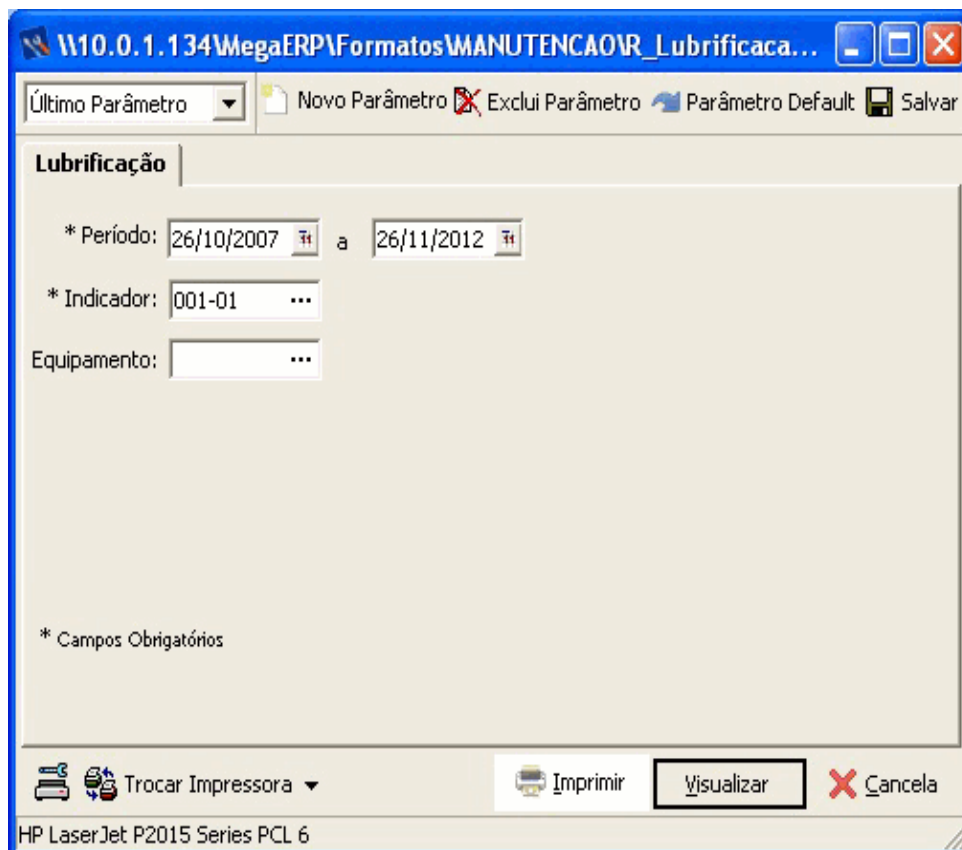 \\10.0.1.134\MegaERP\Formatos\MANUTENCAO\R_Lubrificaca...
Último Parâmetro Novo Parâmetro Exclui Parâmetro Parâmetro Default Salvar
Lubrificação
* Período: 26/10/2007 a 26/11/2012
* Indicador: 001-01 ...
Equipamento: ...
* Campos Obrigatórios
Trocar Impressora Imprimir Visualizar Cancela
HP LaserJet P2015 Series PCL 6